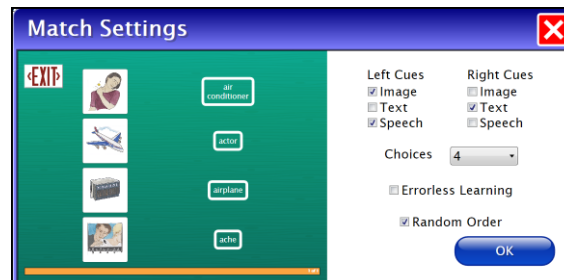 Match Settings
EXIT
air
conditioner
actor
airplane
ache
Left Cues
Image
Text
Speech
Right Cues
Image
Text
Speech
Choices 4
Errorless Learning
Random Order
OK